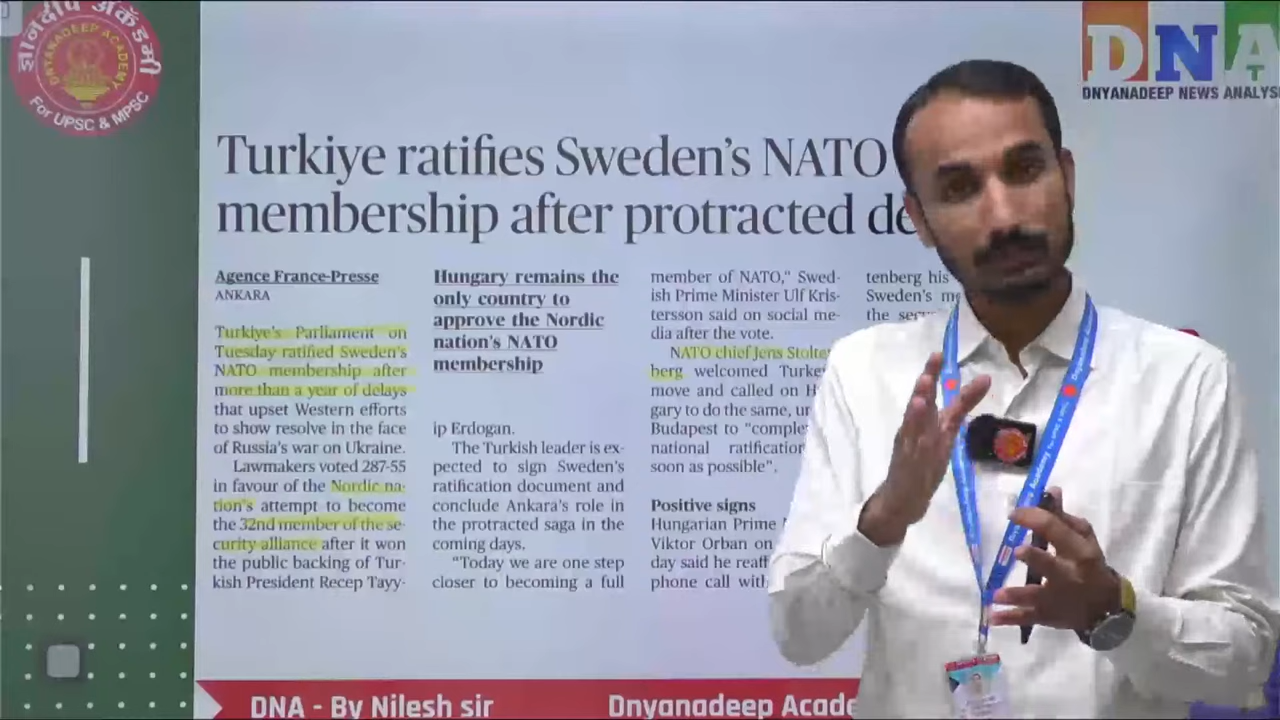 ज्ञानदीप अकॅडमी
DNYANADEEP ACADEMY
For UPSC & MPSC
DNA
DNYANADEEP NEWS ANALYS
Turkiye ratifies Sweden's NATO
membership after protracted de
Agence France-Presse
ANKARA
Turkiye's Parliament on
Tuesday ratified Sweden's
NATO membership after
more than a year of delays
that upset Western efforts
to show resolve in the face
of Russia's war on Ukraine.
Lawmakers voted 287-55
in favour of the Nordic na-
tion's attempt to become
the 32nd member of the se-
curity alliance after it won
the public backing of Tur-
kish President Recep Tayy-
Hungary remains the
only country to
approve the Nordic
nation's NATO
membership
ip Erdogan.
The Turkish leader is ex-
pected to sign Sweden's
ratification document and
conclude Ankara's role in
the protracted saga in the
coming days.
"Today we are one step
closer to becoming a full
member of NATO," Swed-
ish Prime Minister Ulf Kris-
tersson said on social me-
dia after the vote.
NATO chief Jens Stolte
berg welcomed Turke
move and called on H
gary to do the same, ur
Budapest to "comple
national ratification
soon as possible".
Positive signs
Hungarian Prime
Viktor Orban on
day said he reaff
phone call with
tenberg his
Sweden's me
the secu
DNA - By Nilesh sir
Dnyanadeep Acade